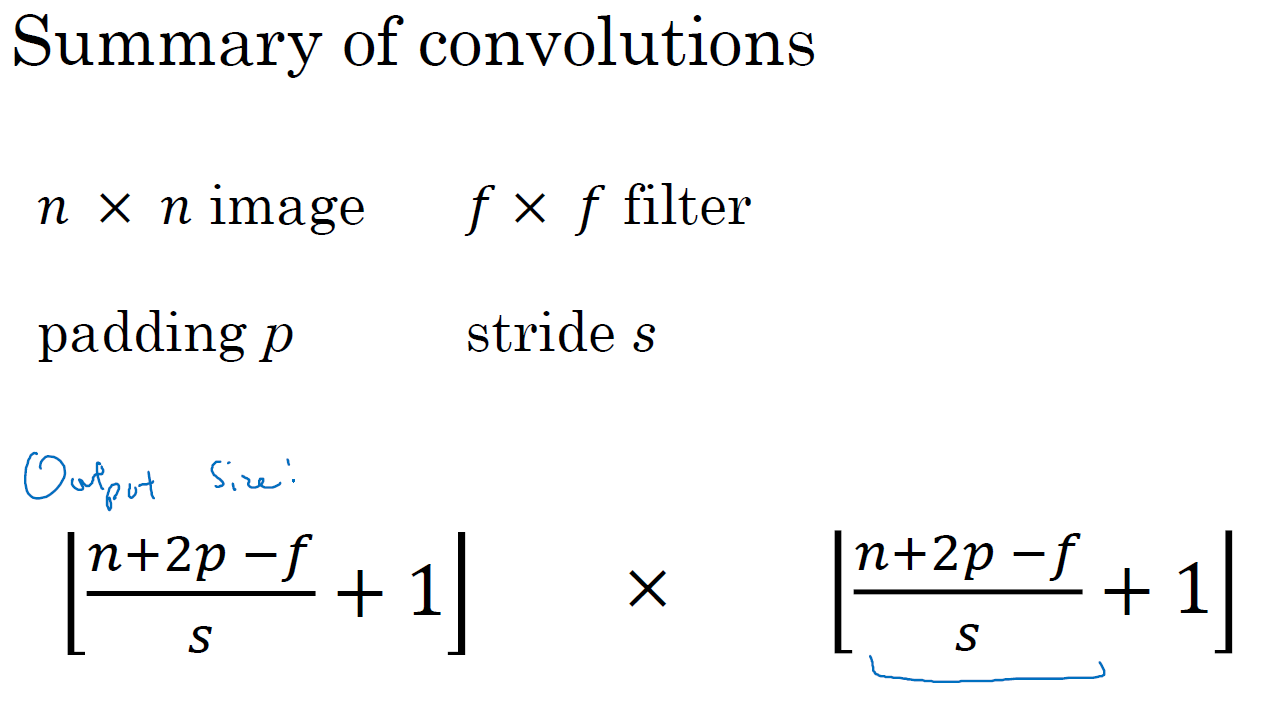 Summary of convolutions
n × n image f × f filter
padding p stride s
Output size:
⌊(n+2p−f)/s + 1⌋ × ⌊(n+2p−f)/s + 1⌋